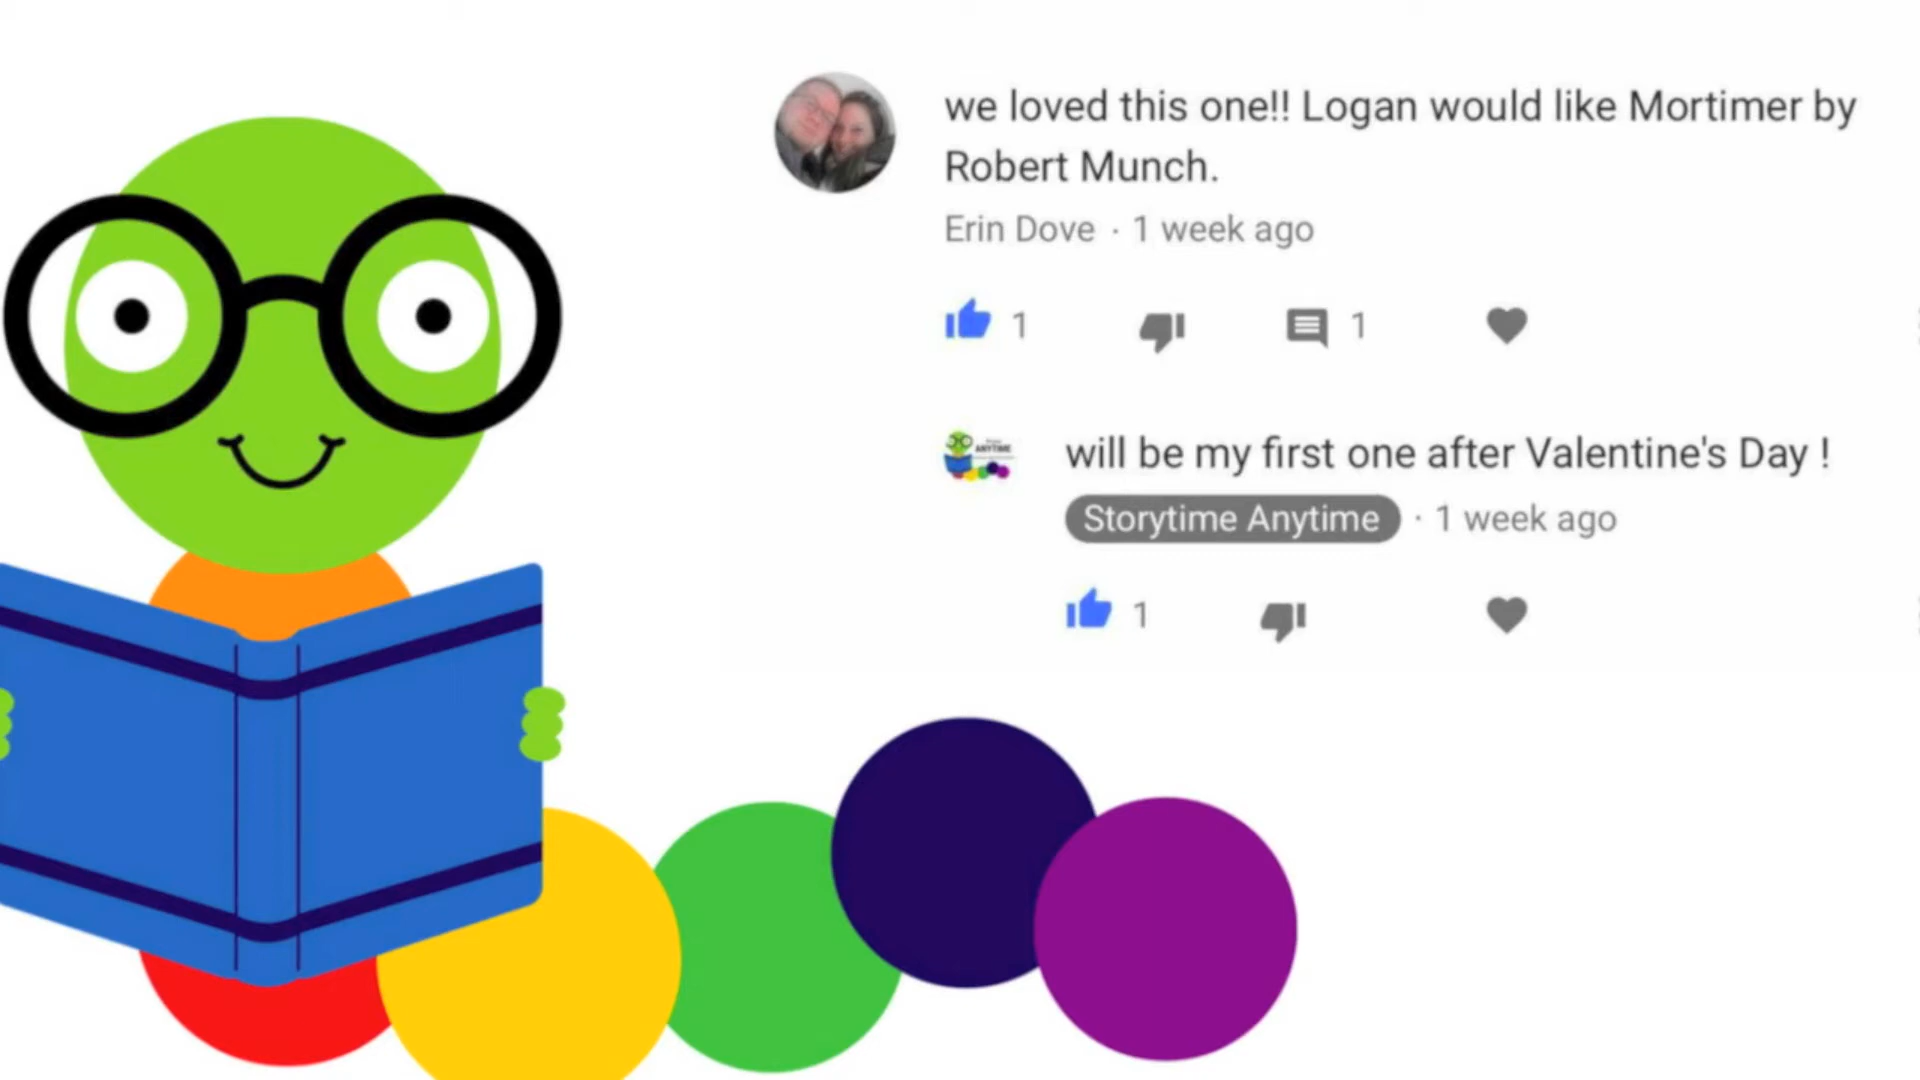 we loved this one!! Logan would like Mortimer by
Robert Munch.
Erin Dove · 1 week ago
1
1
will be my first one after Valentine's Day !
Storytime Anytime · 1 week ago
1
ANYTIME